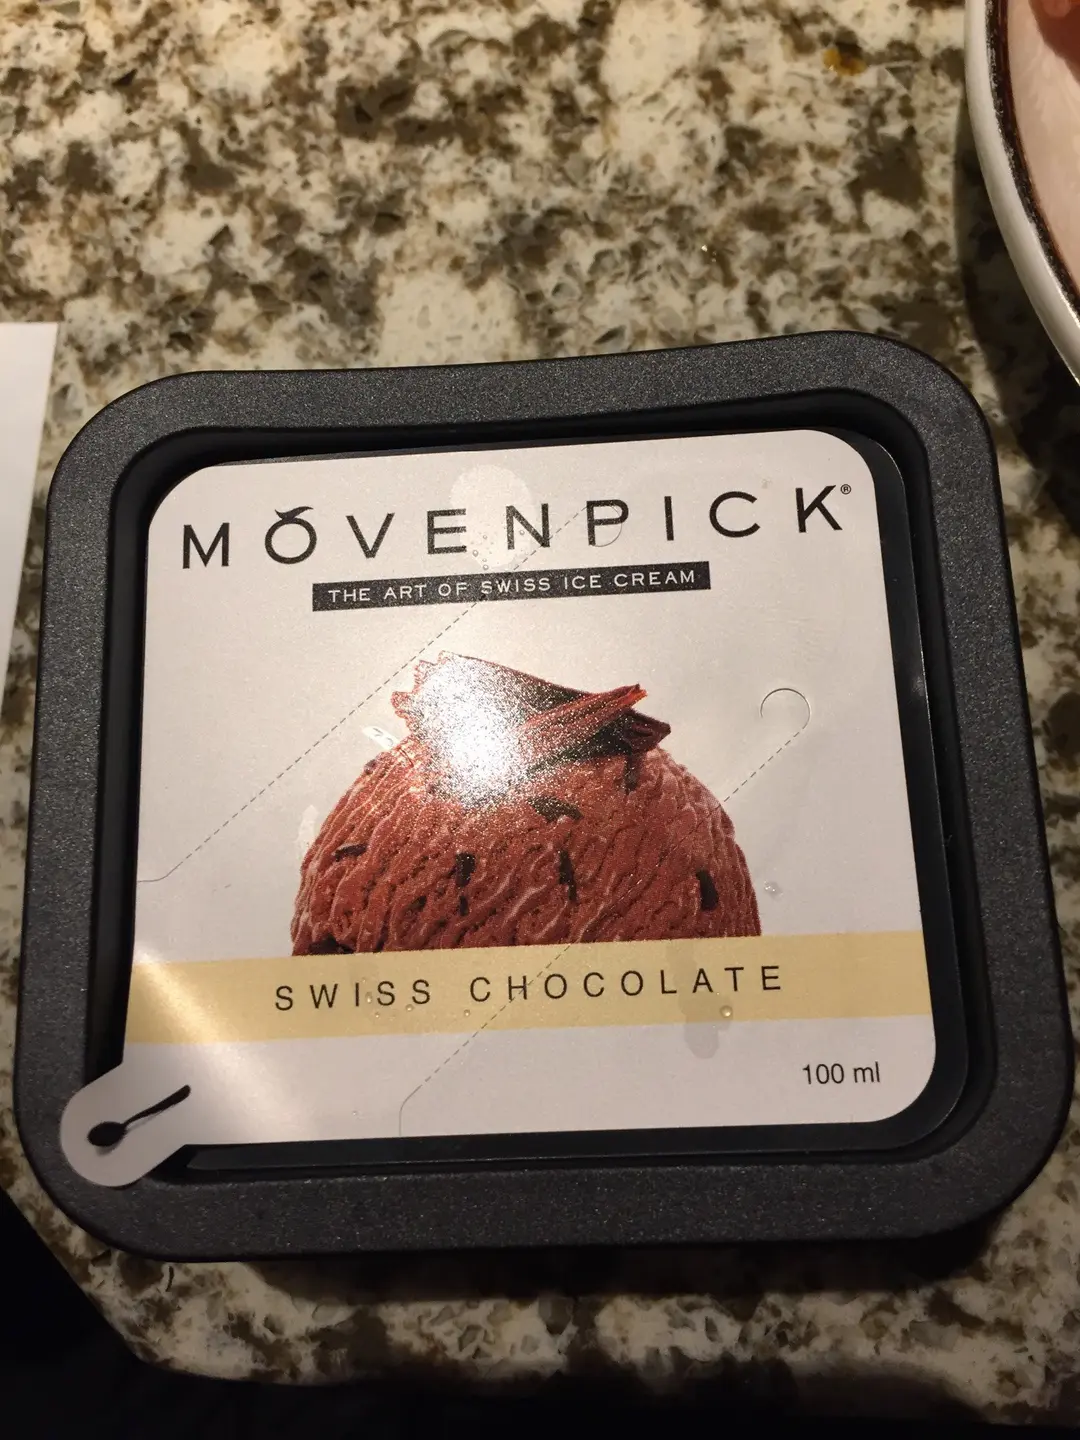 MÖVENPICK®
THE ART OF SWISS ICE CREAM
SWISS CHOCOLATE
100 ml